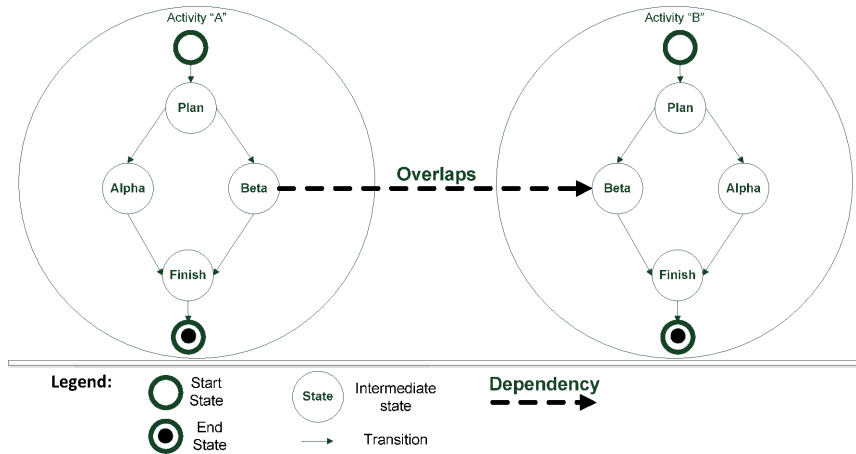 Activity “A”
Activity “B”
Plan
Plan
Overlaps
Alpha
Beta
Beta
Alpha
Finish
Finish
Legend:
Start
State
State
Intermediate
state
Dependency
End
State
Transition